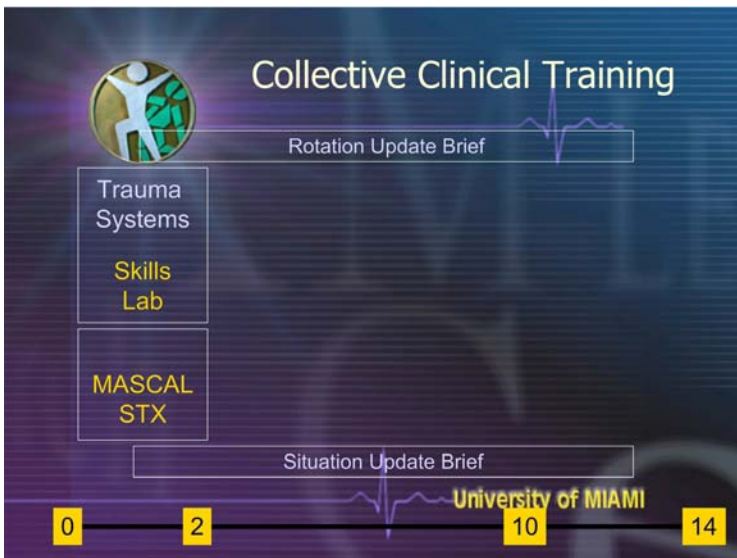 Collective Clinical Training
Rotation Update Brief
Trauma
Systems
Skills
Lab
MASCAL
STX
Situation Update Brief
University of MIAMI
0 2 10 14